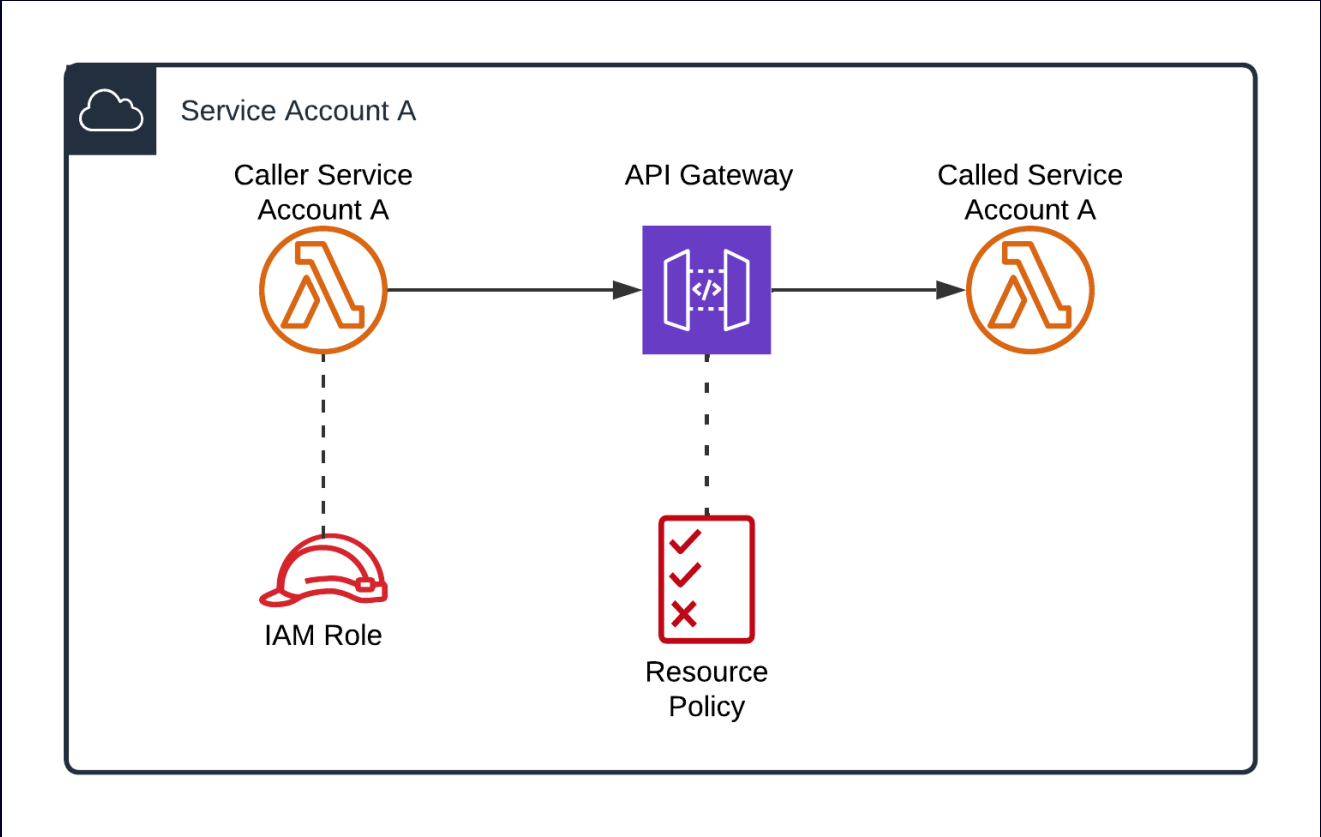 Service Account A
Caller Service
Account A
API Gateway
Called Service
Account A
</>
IAM Role
Resource
Policy